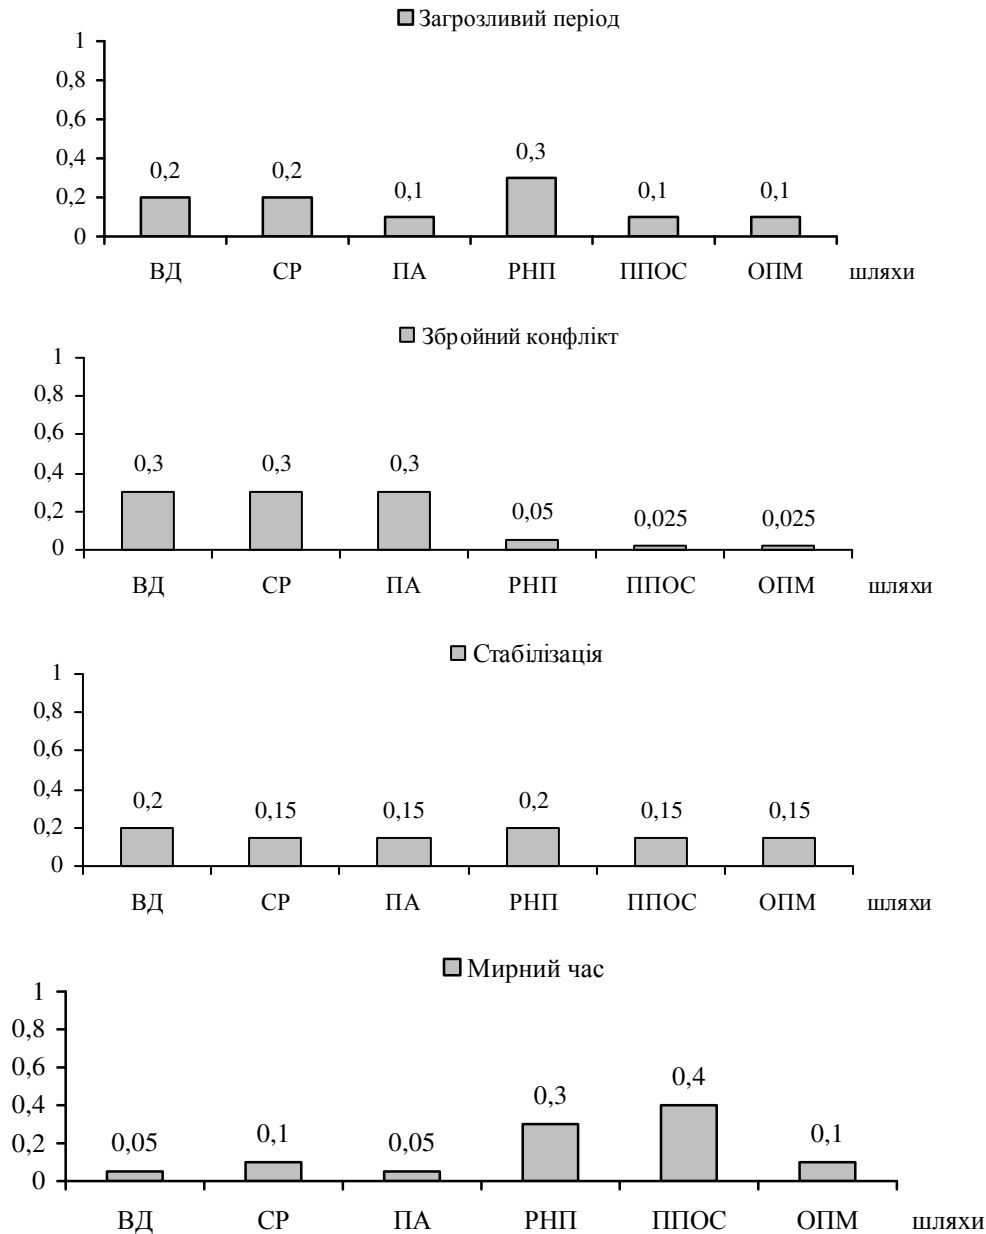 Загрозливий період
1
0,8
0,6
0,4
0,2
0
0,2 0,2 0,1 0,3 0,1 0,1
ВД СР ПА РНП ППОС ОПМ шляхи
Збройний конфлікт
1
0,8
0,6
0,4
0,2
0
0,3 0,3 0,3 0,05 0,025 0,025
ВД СР ПА РНП ППОС ОПМ шляхи
Стабілізація
1
0,8
0,6
0,4
0,2
0
0,2 0,15 0,15 0,2 0,15 0,15
ВД СР ПА РНП ППОС ОПМ шляхи
Мирний час
1
0,8
0,6
0,4
0,2
0
0,05 0,1 0,05 0,3 0,4 0,1
ВД СР ПА РНП ППОС ОПМ шляхи